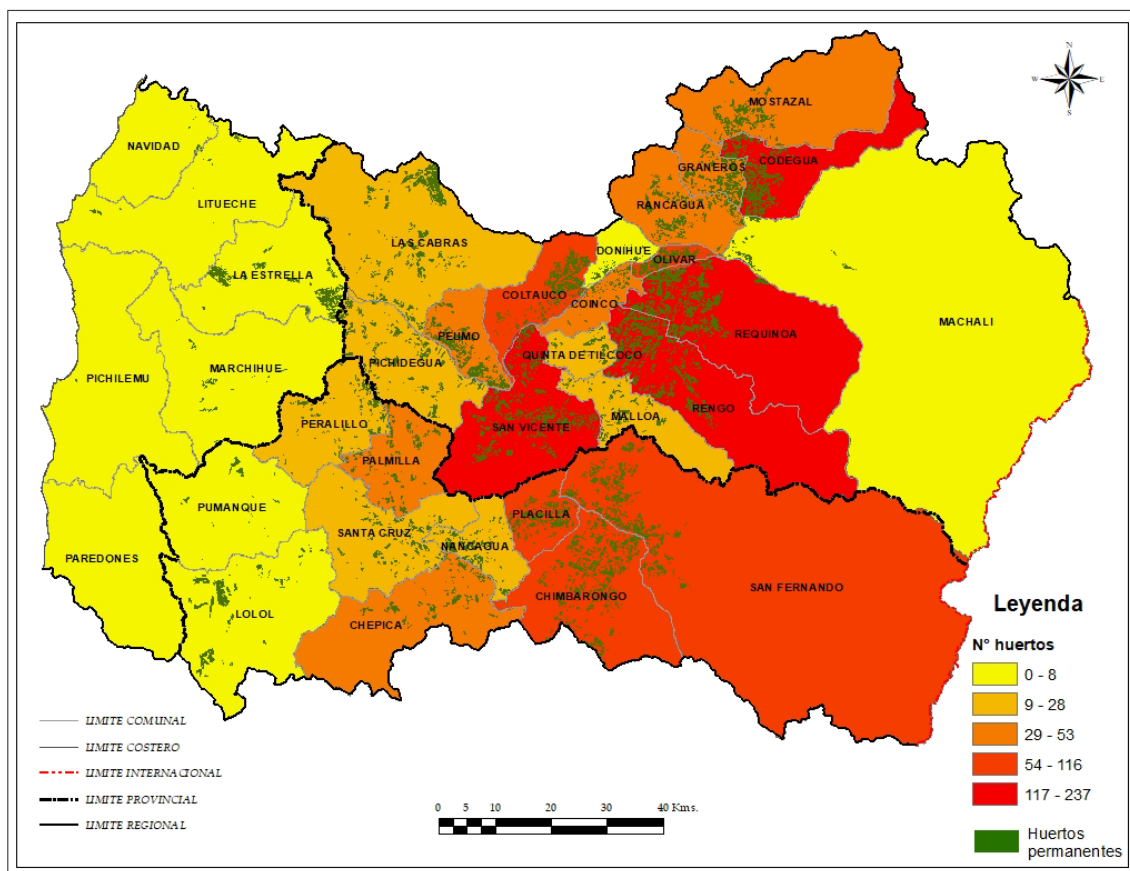 N
W
E
S
MOSTAZAL
NAVIDAD
CODEGUA
GRANEROS
LITUECHE
RANCAGUA
LAS CABRAS
DONIHUE
OLIVAR
LA ESTRELLA
COLTAUCO
COINCO
MACHALI
PEUMO
REQUINOA
QUINTA DE TILCOCO
PICHIDEGUA
MARCHIHUE
PICHILEMU
RENGO
MALLOA
PERALILLO
SAN VICENTE
PALMILLA
PUMANQUE
PLACILLA
SANTA CRUZ
NANCAGUA
PAREDONES
SAN FERNANDO
CHIMBARONGO
LOLOL
CHEPICA
Leyenda
N° huertos
0 - 8
9 - 28
29 - 53
54 - 116
117 - 237
Huertos
permanentes
LIMITE COMUNAL
LIMITE COSTERO
LIMITE INTERNACIONAL
LIMITE PROVINCIAL
LIMITE REGIONAL
0 5 10 20 30 40 Kms.